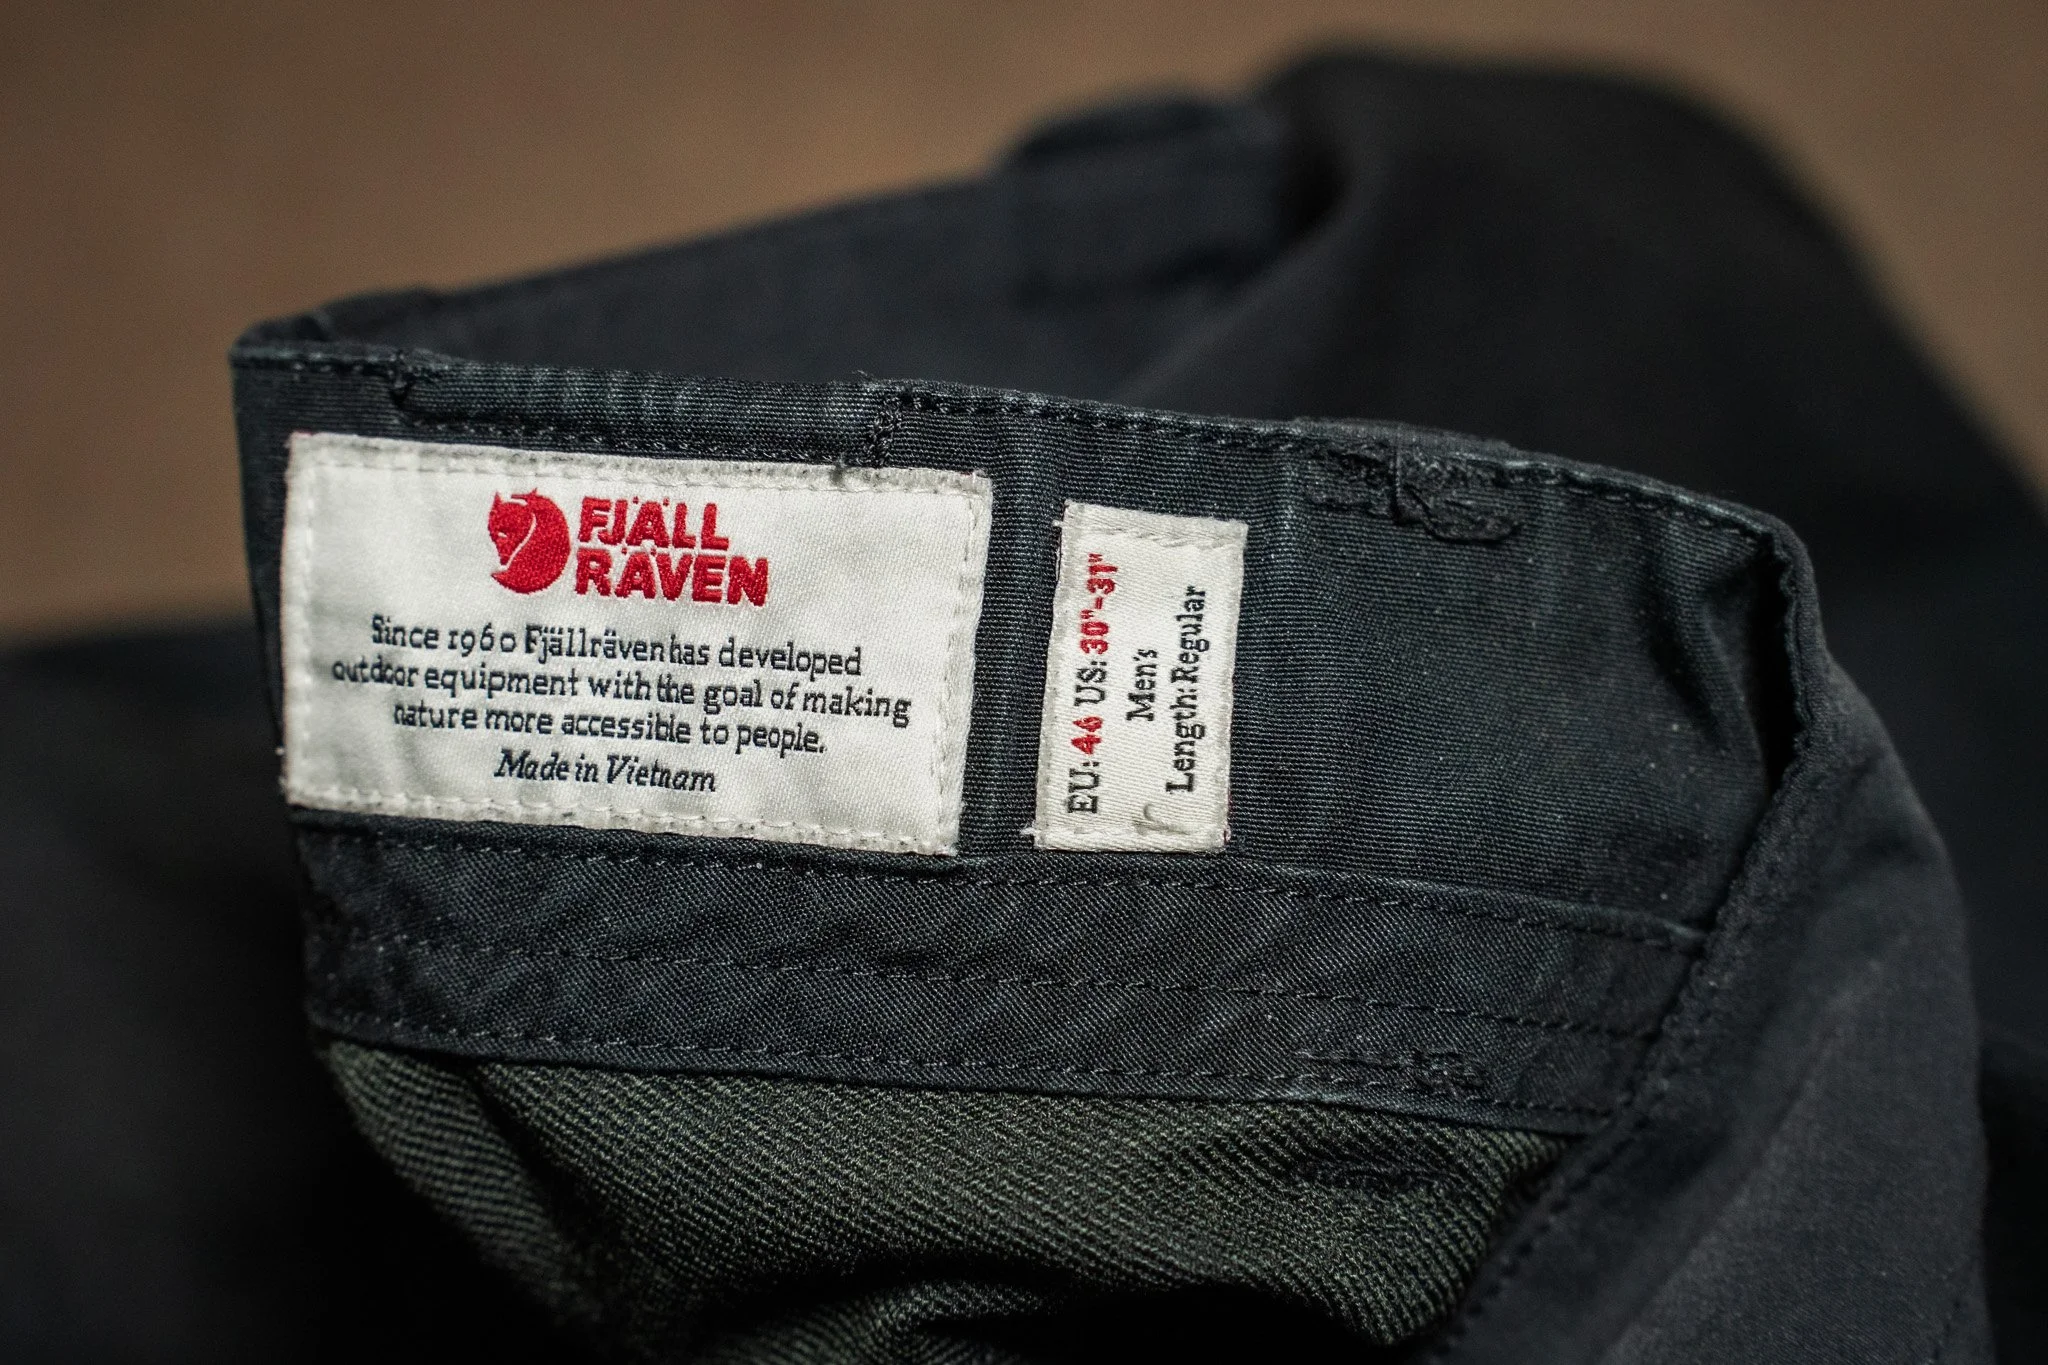 FJÄLL
RÄVEN
Since 1960 Fjällräven has developed
outdoor equipment with the goal of making
nature more accessible to people.
Made in Vietnam
EU: 46 US: 30"-31"
Men's
Length: Regular